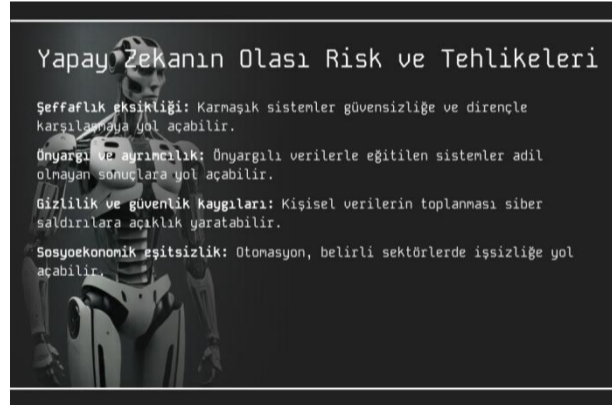 Yapay Zekanın Olası Risk ve Tehlikeleri
Şeffaflık eksikliği: Karmaşık sistemler güvensizliğe ve dirençle
karşılaşmaya yol açabilir.
Önyargı ve ayrımcılık: Önyargılı verilerle eğitilen sistemler adil
olmayan sonuçlara yol açabilir.
Gizlilik ve güvenlik kaygıları: Kişisel verilerin toplanması siber
saldırılara açıklık yaratabilir.
Sosyoekonomik eşitsizlik: Otomasyon, belirli sektörlerde işsizliğe yol
açabilir.